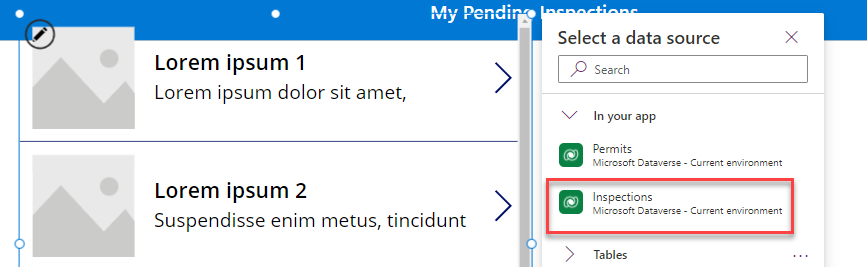 My Pending Inspections
Lorem ipsum 1
Lorem ipsum dolor sit amet,
Lorem ipsum 2
Suspendisse enim metus, tincidunt
Select a data source
Search
In your app
Permits
Microsoft Dataverse - Current environment
Inspections
Microsoft Dataverse - Current environment
Tables